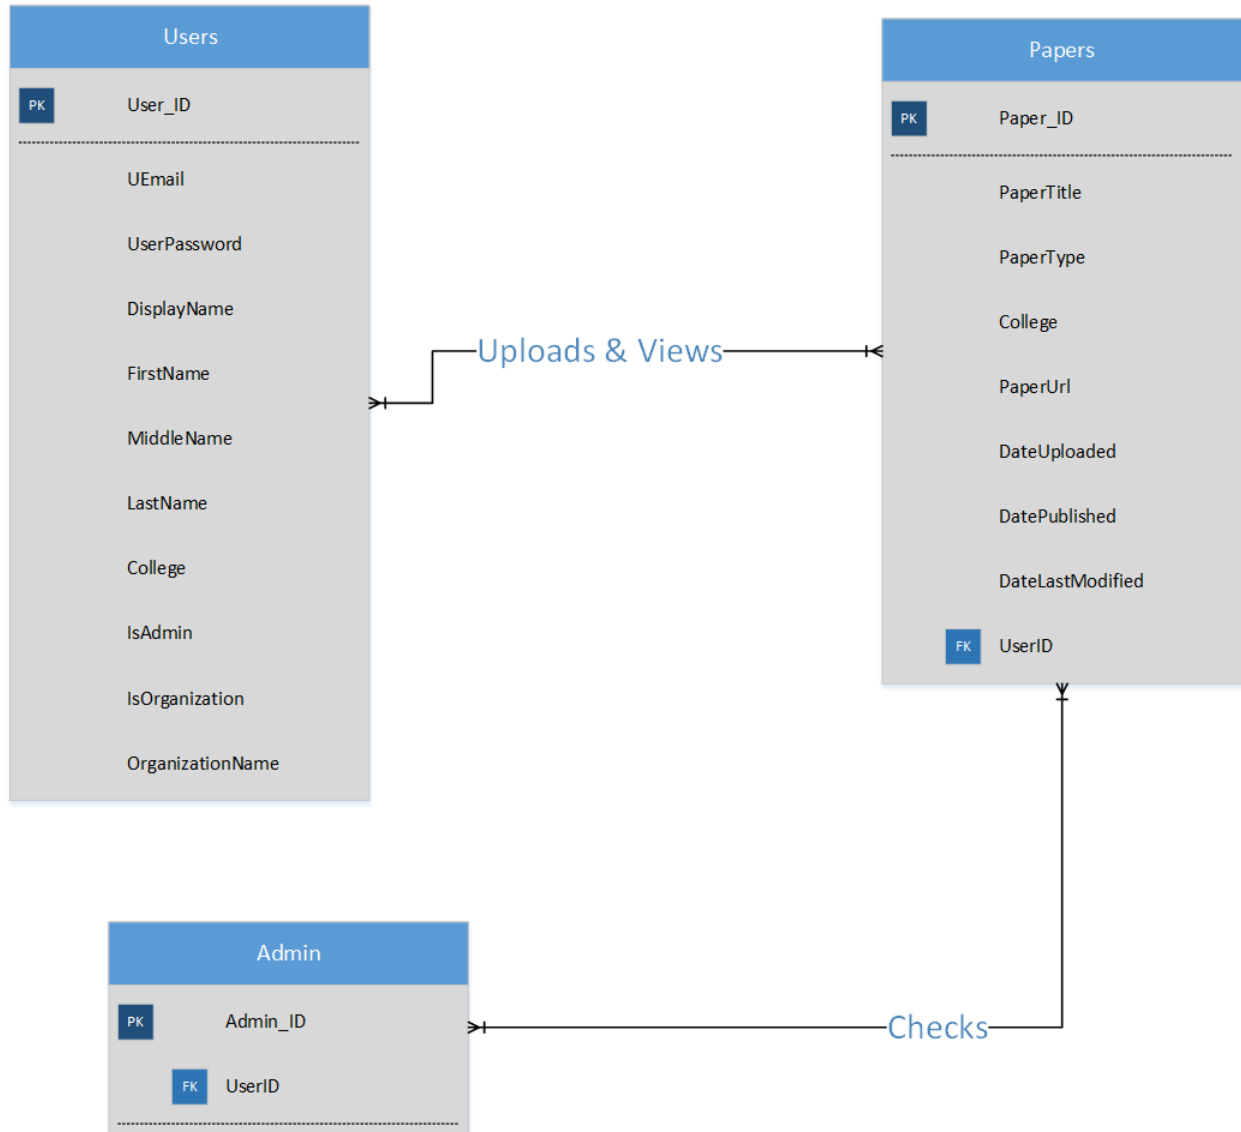 Users
PK User_ID
UEmail
UserPassword
DisplayName
FirstName
MiddleName
LastName
College
IsAdmin
IsOrganization
OrganizationName
Uploads & Views
Papers
PK Paper_ID
PaperTitle
PaperType
College
PaperUrl
DateUploaded
DatePublished
DateLastModified
FK UserID
Admin
PK Admin_ID
FK UserID
Checks